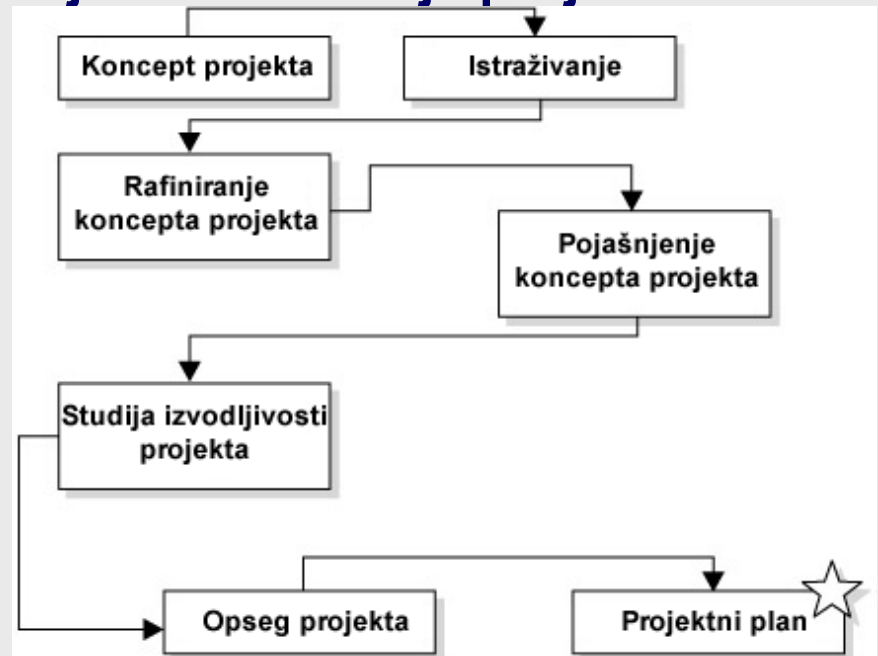 Koncept projekta
Istraživanje
Rafiniranje
koncepta projekta
Pojašnjenje
koncepta projekta
Studija izvodljivosti
projekta
Opseg projekta
Projektni plan